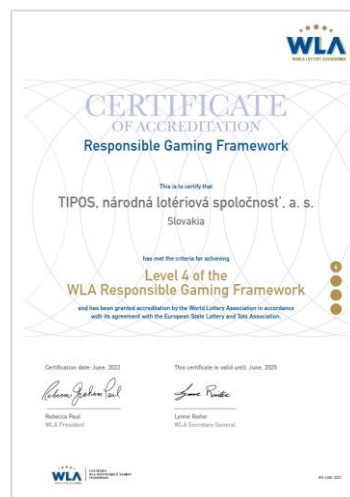 WLA
WORLD LOTTERY ASSOCIATION
CERTIFICATE
OF ACCREDITATION
Responsible Gaming Framework
This is to certify that
TIPOS, národná lotériová spoločnosť, a. s.
Slovakia
has met the criteria for achieving
Level 4 of the
WLA Responsible Gaming Framework
4
and has been granted accreditation by the World Lottery Association in accordance
with its agreement with the European State Lottery and Toto Association.
Certification date: June, 2022
This certificate is valid until: June, 2025
Rebecca Paul
WLA President
Lynne Roiter
WLA Secretary General
WLA